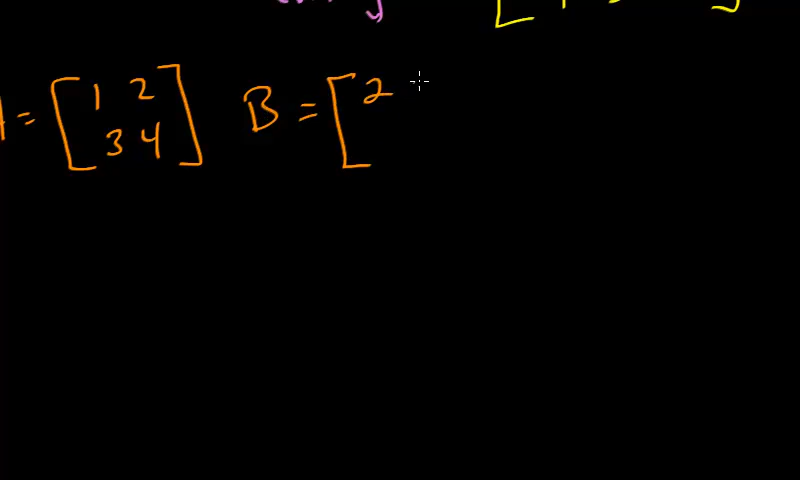 = [ 1 2 ] B = [ 2
3 4